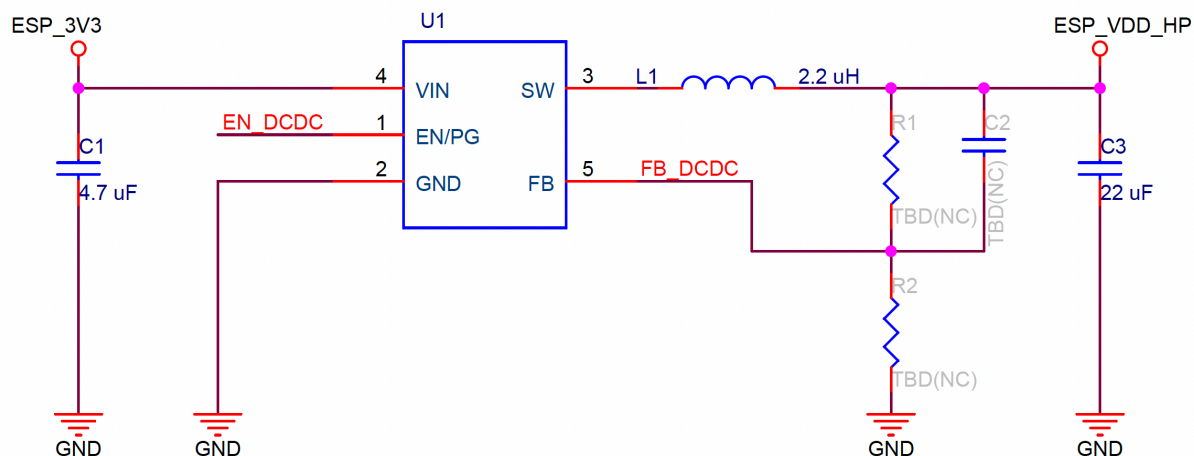 U1
ESP_3V3
ESP_VDD_HP
4
VIN
SW
3
L1
2.2 uH
EN_DCDC
1
EN/PG
R1
C2
C1
4.7 uF
2
GND
FB
5
FB_DCDC
C3
22 uF
TBD(NC)
TBD(NC)
R2
TBD(NC)
GND
GND
GND
GND